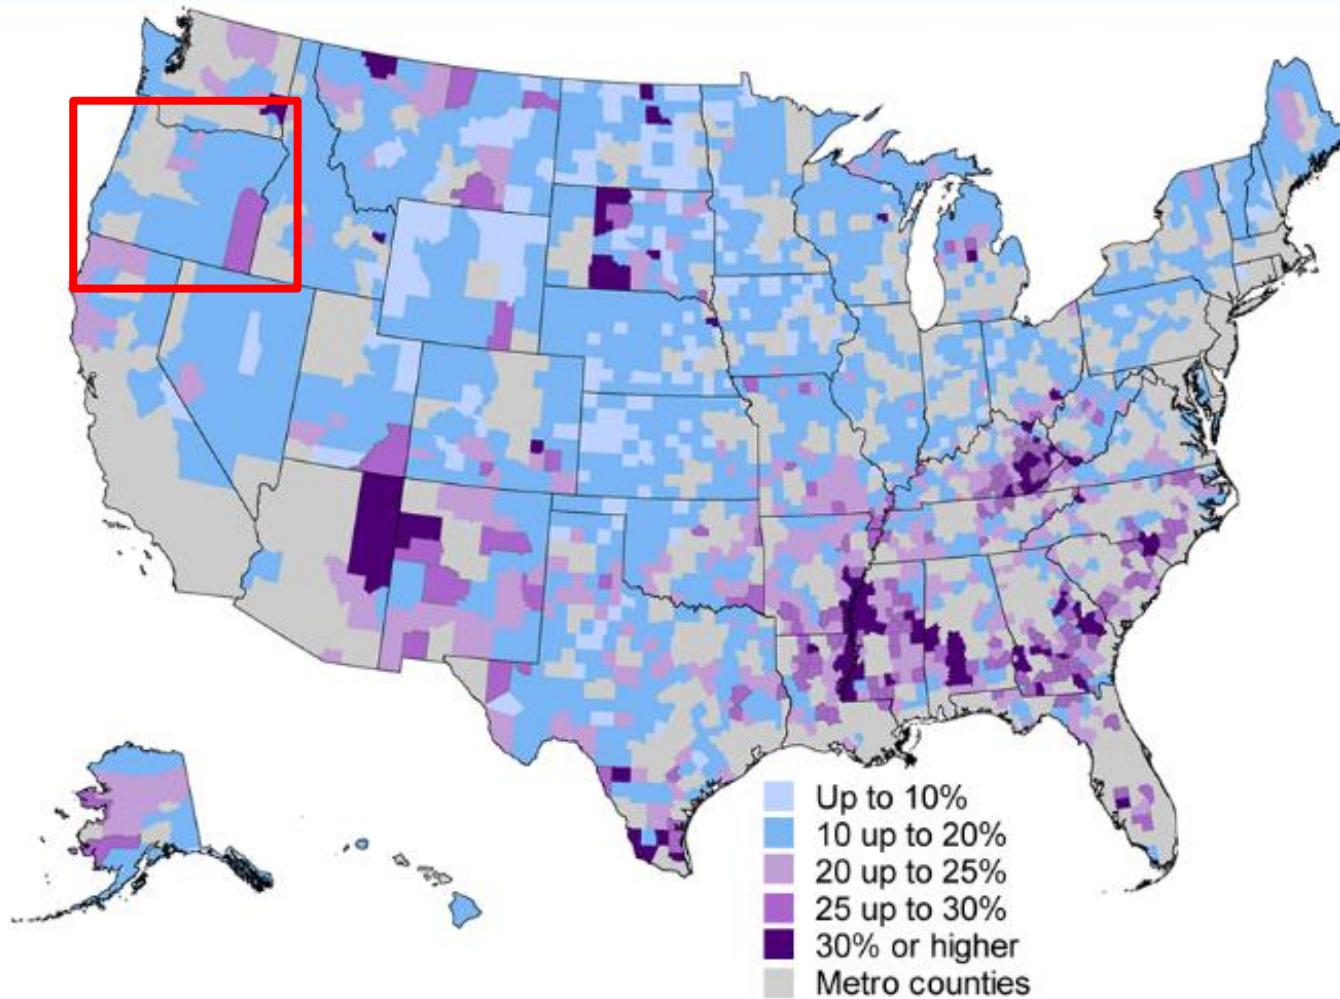 Up to 10%
10 up to 20%
20 up to 25%
25 up to 30%
30% or higher
Metro counties